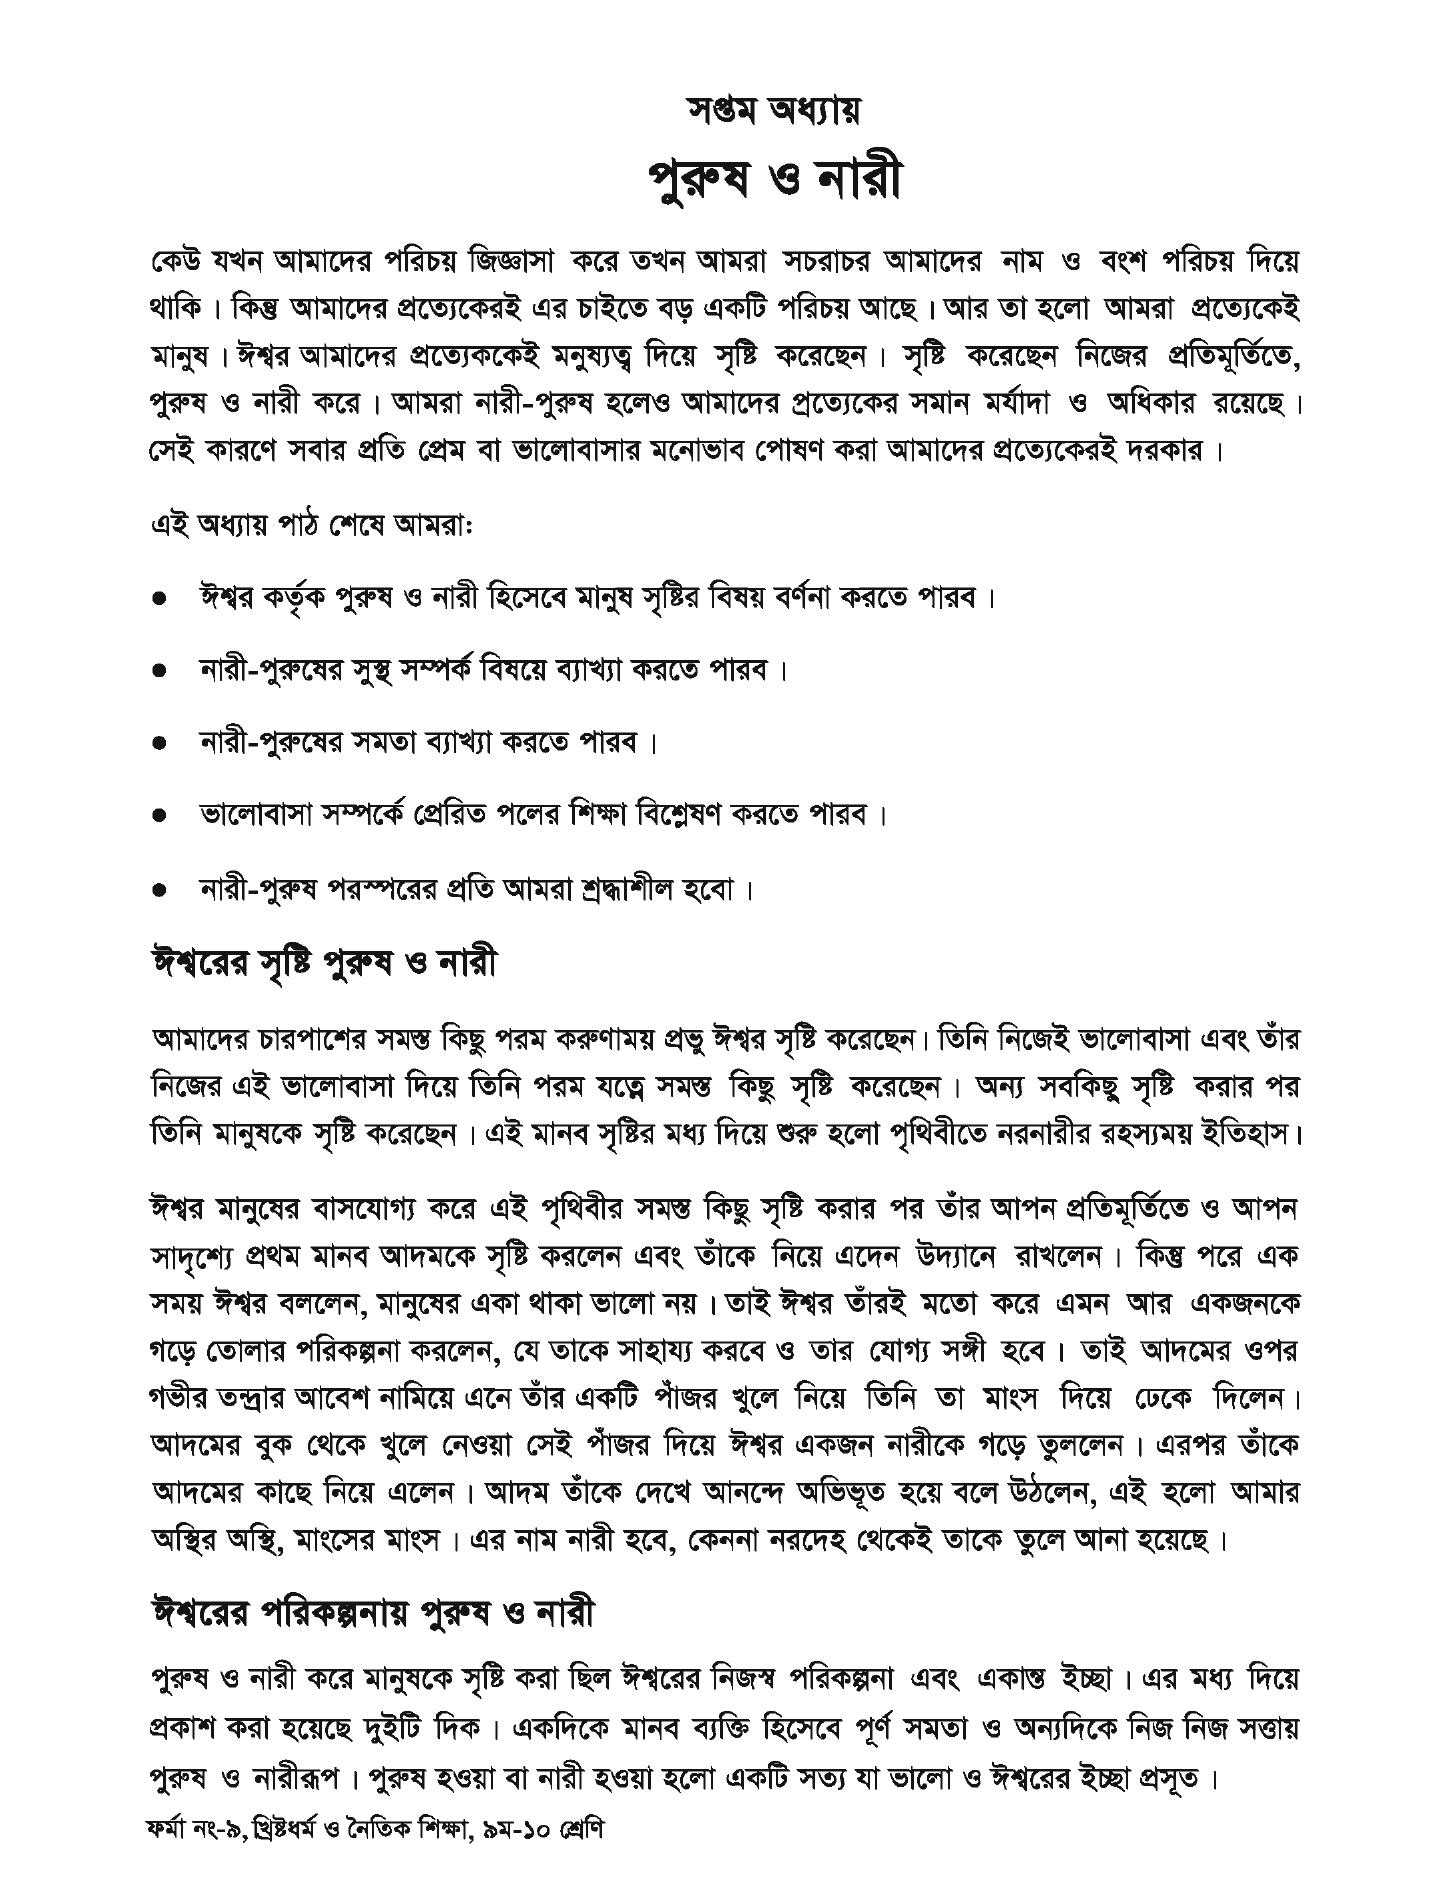 সপ্তম অধ্যায়
পুরুষ ও নারী
কেউ যখন আমাদের পরিচয় জিজ্ঞাসা করে তখন আমরা সচরাচর আমাদের নাম ও বংশ পরিচয় দিয়ে
থাকি। কিন্তু আমাদের প্রত্যেকেরই এর চাইতে বড় একটি পরিচয় আছে। আর তা হলো আমরা প্রত্যেকেই
মানুষ। ঈশ্বর আমাদের প্রত্যেককেই মনুষ্যত্ব দিয়ে সৃষ্টি করেছেন। সৃষ্টি করেছেন নিজের প্রতিমূর্তিতে,
পুরুষ ও নারী করে। আমরা নারী-পুরুষ হলেও আমাদের প্রত্যেকের সমান মর্যাদা ও অধিকার রয়েছে।
সেই কারণে সবার প্রতি প্রেম বা ভালোবাসার মনোভাব পোষণ করা আমাদের প্রত্যেকেরই দরকার।
এই অধ্যায় পাঠ শেষে আমরা:
● ঈশ্বর কর্তৃক পুরুষ ও নারী হিসেবে মানুষ সৃষ্টির বিষয় বর্ণনা করতে পারব।
● নারী-পুরুষের সুস্থ সম্পর্ক বিষয়ে ব্যাখ্যা করতে পারব।
● নারী-পুরুষের সমতা ব্যাখ্যা করতে পারব।
● ভালোবাসা সম্পর্কে প্রেরিত পলের শিক্ষা বিশ্লেষণ করতে পারব।
● নারী-পুরুষ পরস্পরের প্রতি আমরা শ্রদ্ধাশীল হবো।
ঈশ্বরের সৃষ্টি পুরুষ ও নারী
আমাদের চারপাশের সমস্ত কিছু পরম করুণাময় প্রভু ঈশ্বর সৃষ্টি করেছেন। তিনি নিজেই ভালোবাসা এবং তাঁর
নিজের এই ভালোবাসা দিয়ে তিনি পরম যত্নে সমস্ত কিছু সৃষ্টি করেছেন। অন্য সবকিছু সৃষ্টি করার পর
তিনি মানুষকে সৃষ্টি করেছেন। এই মানব সৃষ্টির মধ্য দিয়ে শুরু হলো পৃথিবীতে নরনারীর রহস্যময় ইতিহাস।
ঈশ্বর মানুষের বাসযোগ্য করে এই পৃথিবীর সমস্ত কিছু সৃষ্টি করার পর তাঁর আপন প্রতিমূর্তিতে ও আপন
সাদৃশ্যে প্রথম মানব আদমকে সৃষ্টি করলেন এবং তাঁকে নিয়ে এদেন উদ্যানে রাখলেন। কিন্তু পরে এক
সময় ঈশ্বর বললেন, মানুষের একা থাকা ভালো নয়। তাই ঈশ্বর তাঁরই মতো করে এমন আর একজনকে
গড়ে তোলার পরিকল্পনা করলেন, যে তাকে সাহায্য করবে ও তার যোগ্য সঙ্গী হবে। তাই আদমের ওপর
গভীর তন্দ্রার আবেশ নামিয়ে এনে তাঁর একটি পাঁজর খুলে নিয়ে তিনি তা মাংস দিয়ে ঢেকে দিলেন।
আদমের বুক থেকে খুলে নেওয়া সেই পাঁজর দিয়ে ঈশ্বর একজন নারীকে গড়ে তুললেন। এরপর তাঁকে
আদমের কাছে নিয়ে এলেন। আদম তাঁকে দেখে আনন্দে অভিভূত হয়ে বলে উঠলেন, এই হলো আমার
অস্থির অস্থি, মাংসের মাংস। এর নাম নারী হবে, কেননা নরদেহ থেকেই তাকে তুলে আনা হয়েছে।
ঈশ্বরের পরিকল্পনায় পুরুষ ও নারী
পুরুষ ও নারী করে মানুষকে সৃষ্টি করা ছিল ঈশ্বরের নিজস্ব পরিকল্পনা এবং একান্ত ইচ্ছা। এর মধ্য দিয়ে
প্রকাশ করা হয়েছে দুইটি দিক। একদিকে মানব ব্যক্তি হিসেবে পূর্ণ সমতা ও অন্যদিকে নিজ নিজ সত্তায়
পুরুষ ও নারীরূপ। পুরুষ হওয়া বা নারী হওয়া হলো একটি সত্য যা ভালো ও ঈশ্বরের ইচ্ছা প্রসূত।
ফর্মা নং-৯, খ্রিষ্টধর্ম ও নৈতিক শিক্ষা, ৯ম-১০ শ্রেণি